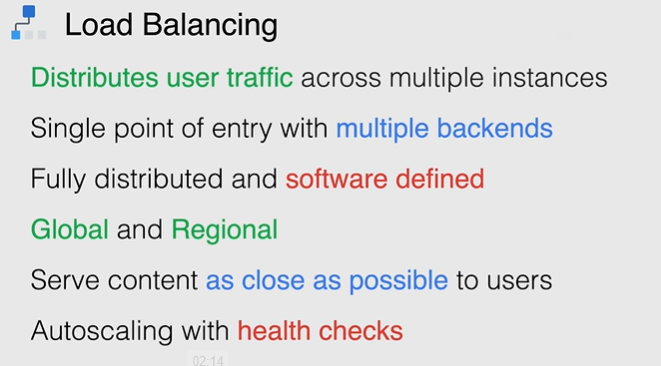 Load Balancing
Distributes user traffic across multiple instances
Single point of entry with multiple backends
Fully distributed and software defined
Global and Regional
Serve content as close as possible to users
Autoscaling with health checks
02:14